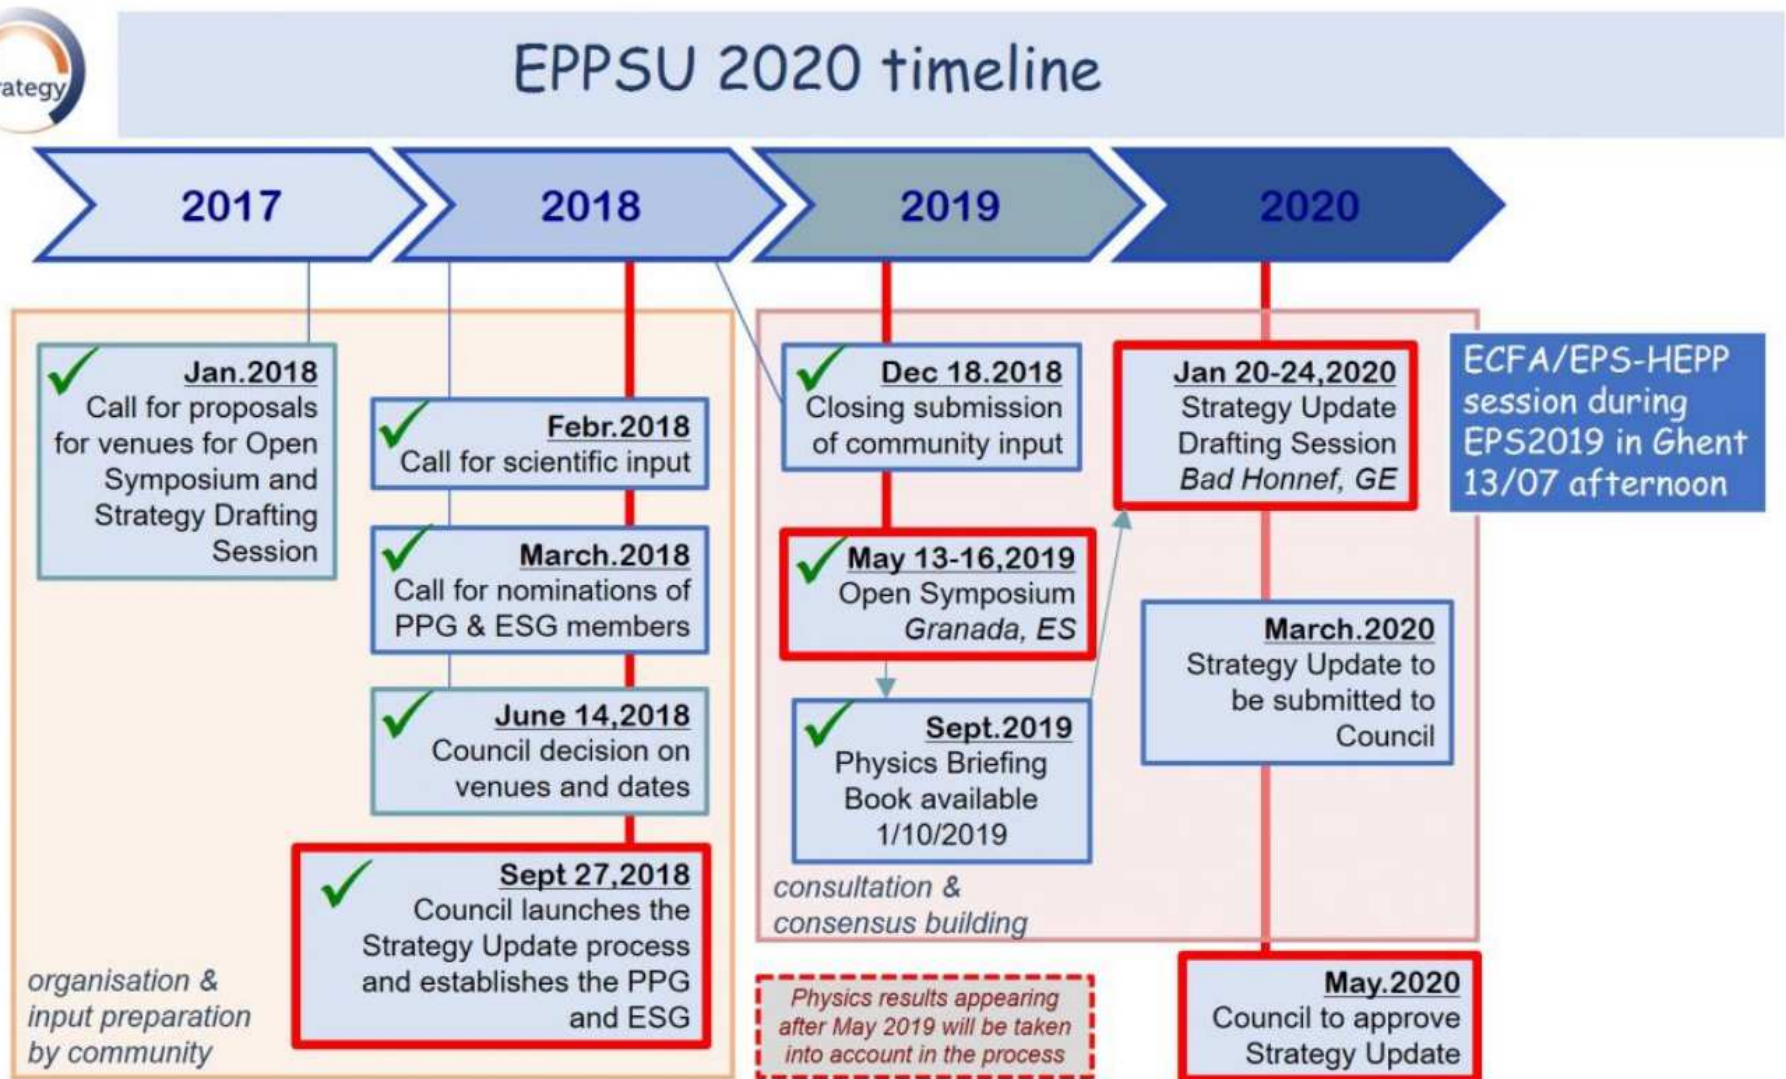 EPPSU 2020 timeline
2017
2018
2019
2020
Jan.2018
Call for proposals
for venues for Open
Symposium and
Strategy Drafting
Session
Febr.2018
Call for scientific input
March.2018
Call for nominations of
PPG & ESG members
June 14,2018
Council decision on
venues and dates
Sept 27,2018
Council launches the
Strategy Update process
and establishes the PPG
and ESG
organisation &
input preparation
by community
Dec 18.2018
Closing submission
of community input
May 13-16,2019
Open Symposium
Granada, ES
Sept.2019
Physics Briefing
Book available
1/10/2019
consultation &
consensus building
Physics results appearing
after May 2019 will be taken
into account in the process
Jan 20-24,2020
Strategy Update
Drafting Session
Bad Honnef, GE
March.2020
Strategy Update to
be submitted to
Council
May.2020
Council to approve
Strategy Update
ECFA/EPS-HEPP
session during
EPS2019 in Ghent
13/07 afternoon